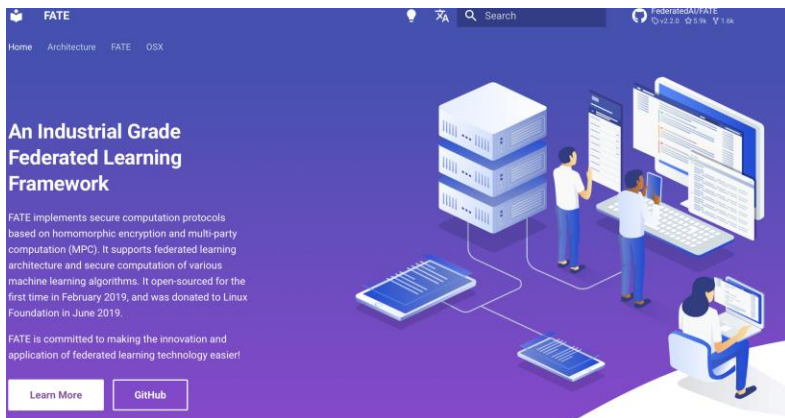 FATE
Search
FederatedAI/FATE
v2.2.0 5.9k 1.6k
Home Architecture FATE OSX
An Industrial Grade
Federated Learning
Framework
FATE implements secure computation protocols
based on homomorphic encryption and multi-party
computation (MPC). It supports federated learning
architecture and secure computation of various
machine learning algorithms. It open-sourced for the
first time in February 2019, and was donated to Linux
Foundation in June 2019.
FATE is committed to making the innovation and
application of federated learning technology easier!
Learn More GitHub